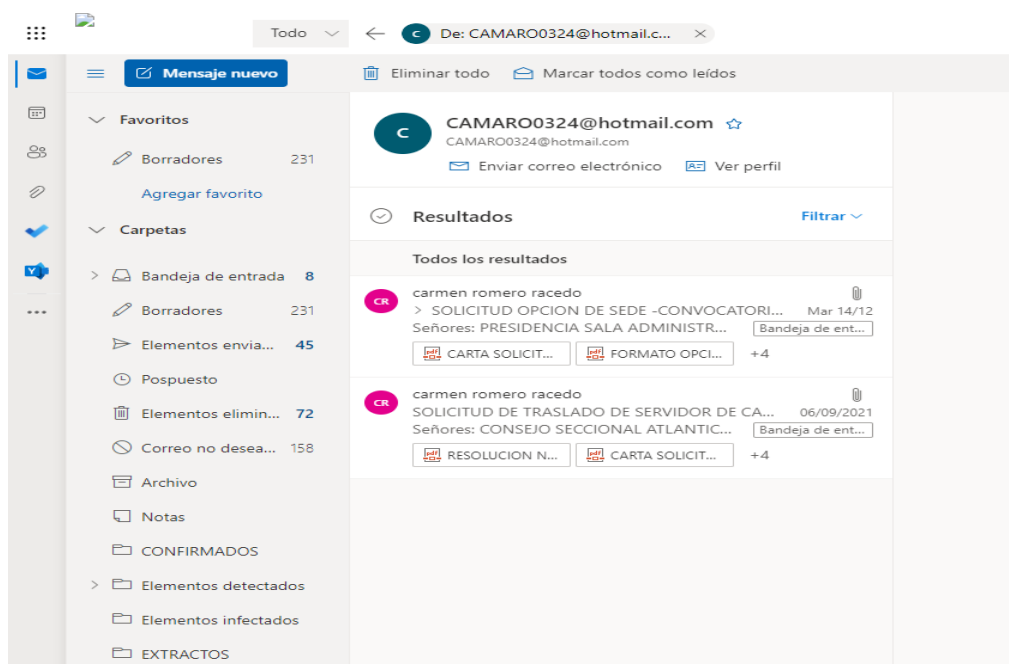 Todo
C De: CAMARO0324@hotmail.c...
Mensaje nuevo
Eliminar todo Marcar todos como leídos
Favoritos
Borradores 231
Agregar favorito
Carpetas
Bandeja de entrada 8
Borradores 231
Elementos envia... 45
Pospuesto
Elementos elimin... 72
Correo no desea... 158
Archivo
Notas
CONFIRMADOS
Elementos detectados
Elementos infectados
EXTRACTOS
C
CAMARO0324@hotmail.com
CAMARO0324@hotmail.com
Enviar correo electrónico Ver perfil
Resultados Filtrar
Todos los resultados
CR
carmen romero racedo
> SOLICITUD OPCION DE SEDE -CONVOCATORI... Mar 14/12
Señores: PRESIDENCIA SALA ADMINISTR... Bandeja de ent...
CARTA SOLICIT... FORMATO OPCI... +4
CR
carmen romero racedo
SOLICITUD DE TRASLADO DE SERVIDOR DE CA... 06/09/2021
Señores: CONSEJO SECCIONAL ATLANTIC... Bandeja de ent...
RESOLUCION N... CARTA SOLICIT... +4